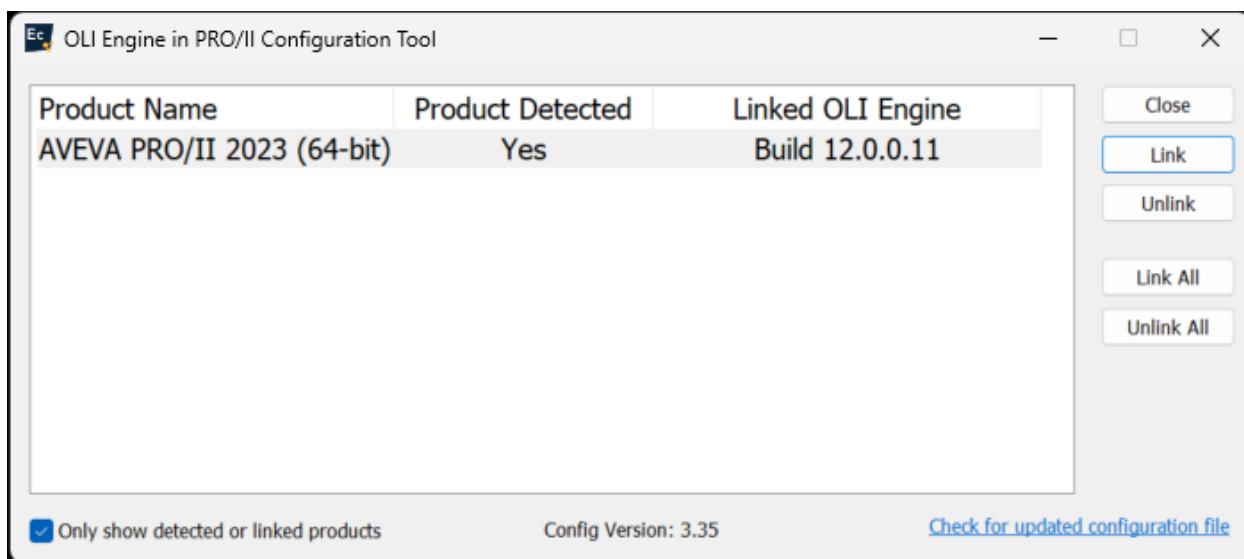 Ec OLI Engine in PRO/II Configuration Tool
Product Name Product Detected Linked OLI Engine
AVEVA PRO/II 2023 (64-bit) Yes Build 12.0.0.11
Close
Link
Unlink
Link All
Unlink All
Only show detected or linked products Config Version: 3.35 Check for updated configuration file